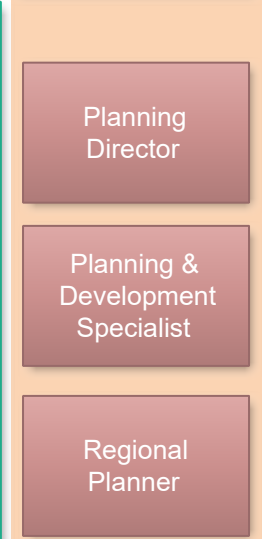 Planning
Director
Planning &
Development
Specialist
Regional
Planner